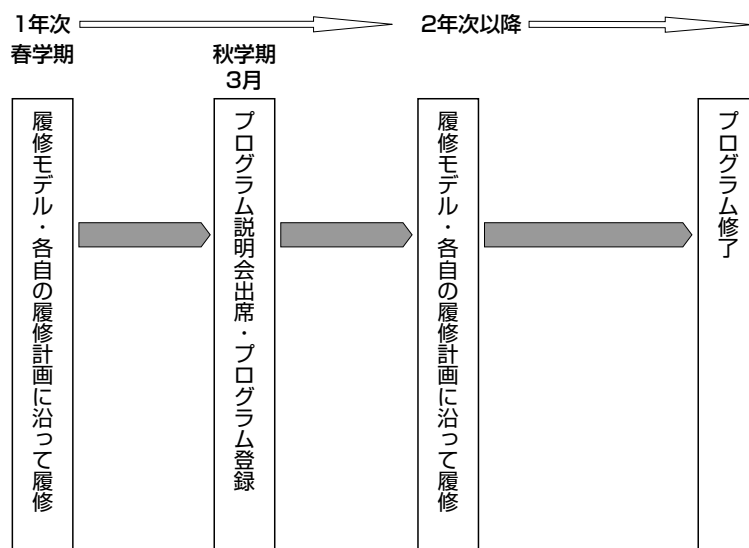 1年次
2年次以降
春学期
秋学期
3月
履修モデル・各自の履修計画に沿って履修
プログラム説明会出席・プログラム登録
履修モデル・各自の履修計画に沿って履修
プログラム修了